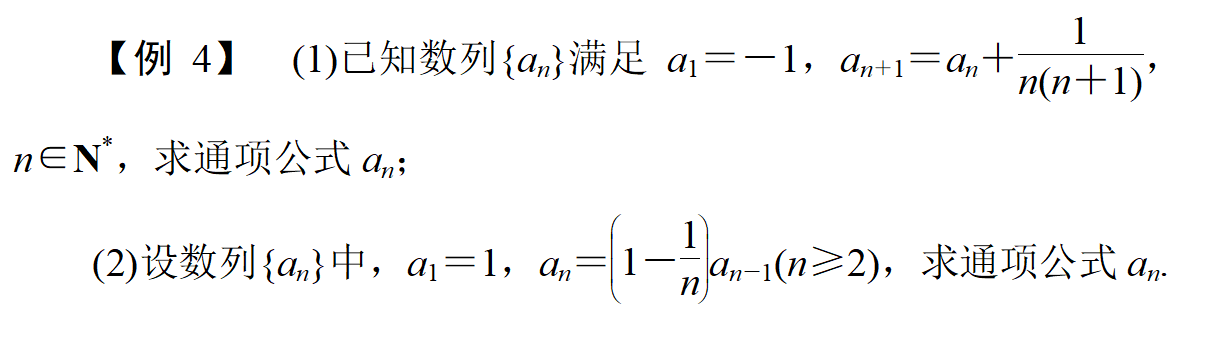 【例 4】 (1)已知数列{aₙ}满足 a₁＝－1，aₙ₊₁＝aₙ＋1/n(n＋1)，
n∈N*，求通项公式 aₙ；
(2)设数列{aₙ}中，a₁＝1，aₙ＝(1－1/n)aₙ₋₁(n≥2)，求通项公式 aₙ.